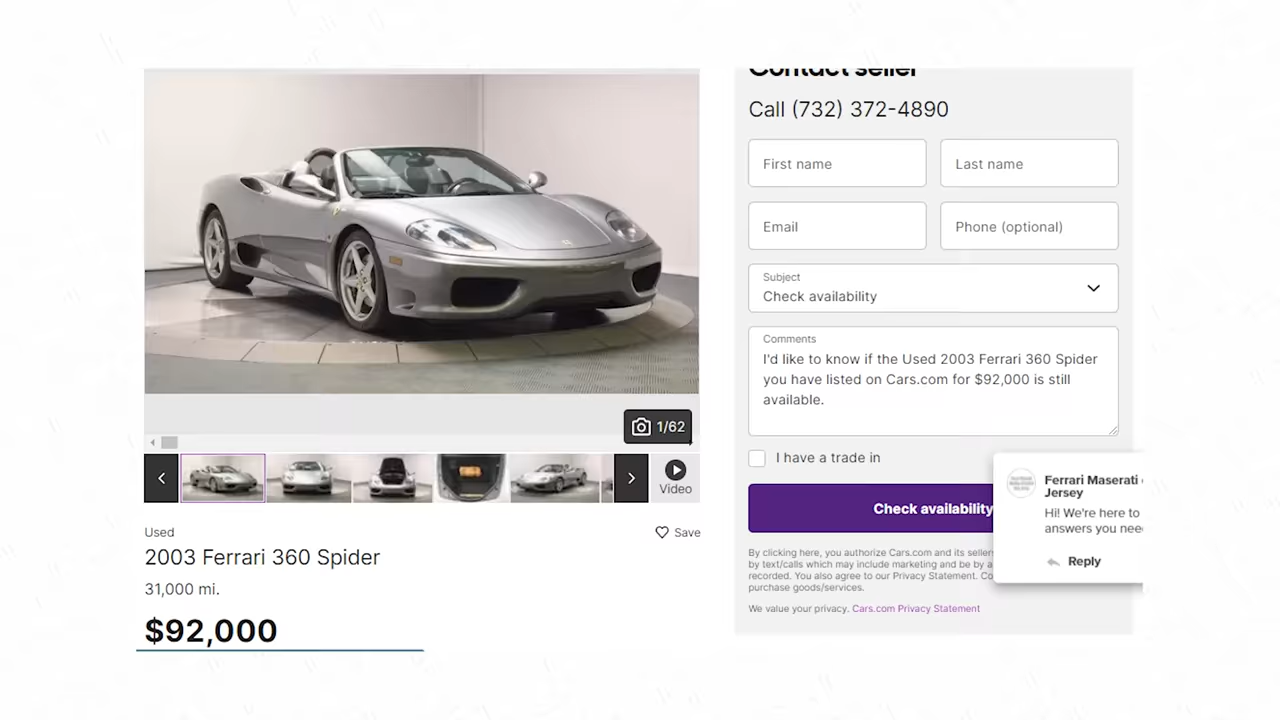 Contact seller
Call (732) 372-4890
First name
Last name
Email
Phone (optional)
Subject
Check availability
Comments
I'd like to know if the Used 2003 Ferrari 360 Spider
you have listed on Cars.com for $92,000 is still
available.
I have a trade in
Check availability
By clicking here, you authorize Cars.com and its sellers
by text/calls which may include marketing and be by a
recorded. You also agree to our Privacy Statement. Co
purchase goods/services.
We value your privacy. Cars.com Privacy Statement
Ferrari Maserati
Jersey
Hi! We're here to
answers you nee
Reply
1/62
Video
Used
Save
2003 Ferrari 360 Spider
31,000 mi.
$92,000